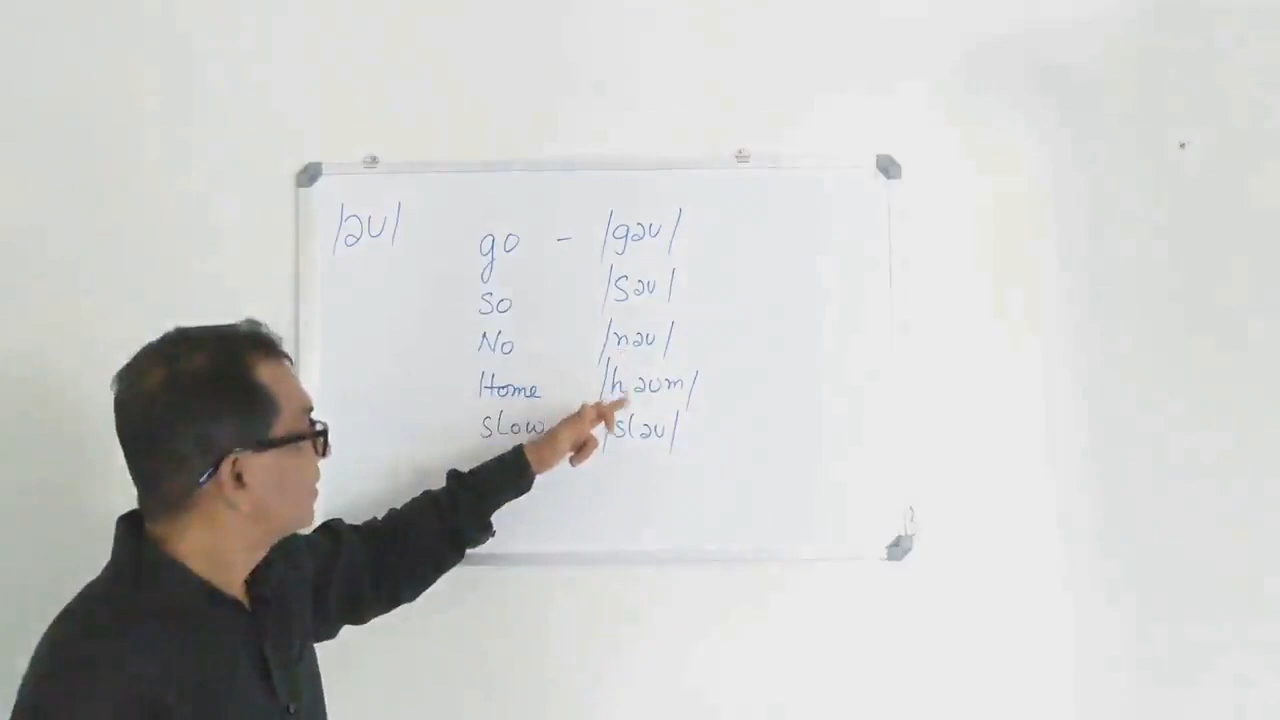 /əʊ/
go - /gəʊ/
so /səʊ/
No /nəʊ/
Home /həʊm/
slow /sləʊ/